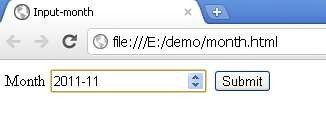 Input-month
file:///E:/demo/month.html
Month 2011-11 Submit